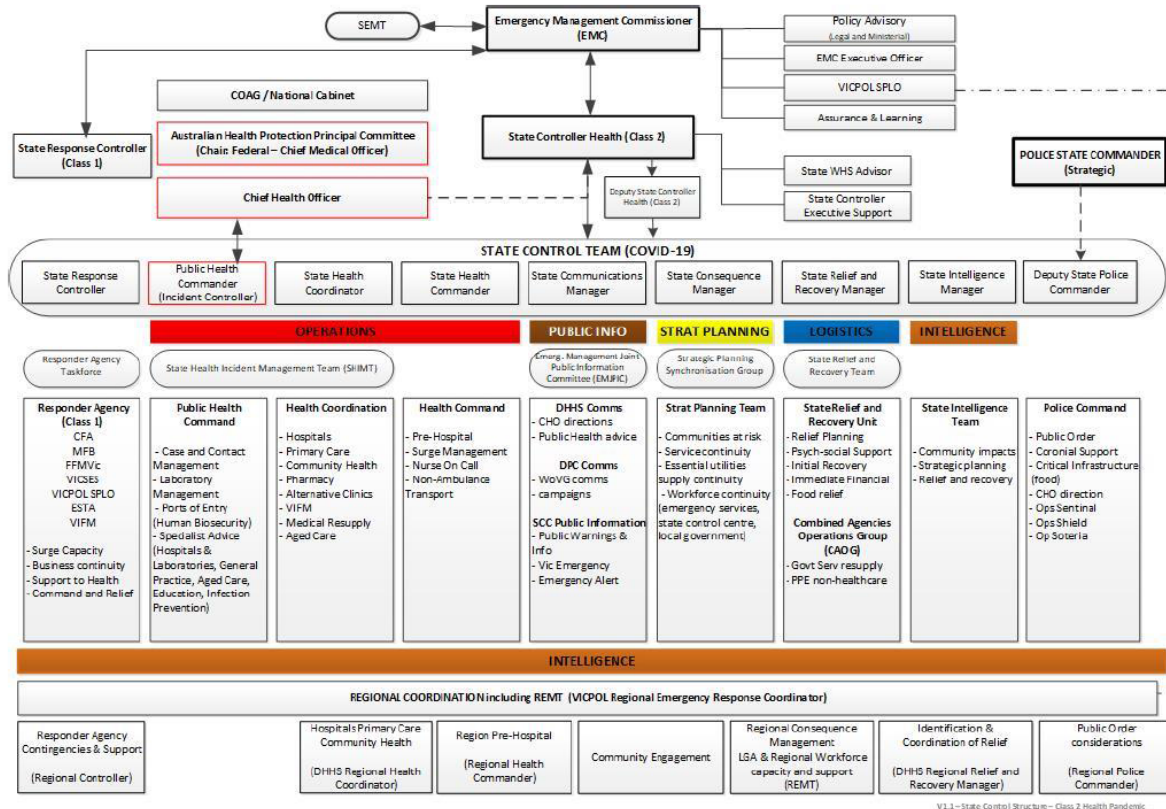 SEMT
Emergency Management Commissioner
(EMC)
Policy Advisory
(Legal and Ministerial)
EMC Executive Officer
VICPOL SPLO
Assurance & Learning
COAG / National Cabinet
State Response Controller
(Class 1)
Australian Health Protection Principal Committee
(Chair: Federal – Chief Medical Officer)
Chief Health Officer
State Controller Health (Class 2)
Deputy State Controller
Health (Class 2)
State WHS Advisor
State Controller
Executive Support
POLICE STATE COMMANDER
(Strategic)
STATE CONTROL TEAM (COVID-19)
State Response
Controller
Public Health
Commander
(Incident Controller)
State Health
Coordinator
State Health
Commander
State Communications
Manager
State Consequence
Manager
State Relief and
Recovery Manager
State Intelligence
Manager
Deputy State Police
Commander
OPERATIONS
PUBLIC INFO
STRAT PLANNING
LOGISTICS
INTELLIGENCE
Responder Agency
Taskforce
State Health Incident Management Team (SHIMT)
Emerg. Management Joint
Public Information
Committee (EMJPIC)
Strategic Planning
Synchronisation Group
State Relief and
Recovery Team
Responder Agency
(Class 1)
CFA
MFB
FFMVic
VICSES
VICPOL SPLO
ESTA
VIFM
- Surge Capacity
- Business continuity
- Support to Health
- Command and Relief
Public Health
Command
- Case and Contact
Management
- Laboratory
Management
- Ports of Entry
(Human Biosecurity)
- Specialist Advice
(Hospitals &
Laboratories, General
Practice, Aged Care,
Education, Infection
Prevention)
Health Coordination
- Hospitals
- Primary Care
- Community Health
- Pharmacy
- Alternative Clinics
- VIFM
- Medical Resupply
- Aged Care
Health Command
- Pre-Hospital
- Surge Management
- Nurse On Call
- Non-Ambulance
Transport
DHHS Comms
- CHO directions
- Public Health advice
DPC Comms
- WoVG comms
- campaigns
SCC Public Information
- Public Warnings &
Info
- Vic Emergency
- Emergency Alert
Strat Planning Team
- Communities at risk
- Service continuity
- Essential utilities
supply continuity
- Workforce continuity
(emergency services,
state control centre,
local government)
State Relief and
Recovery Unit
- Relief Planning
- Psych-social Support
- Initial Recovery
- Immediate Financial
- Food relief
Combined Agencies
Operations Group
(CAOG)
- Govt Serv resupply
- PPE non-healthcare
State Intelligence
Team
- Community impacts
- Strategic planning
- Relief and recovery
Police Command
- Public Order
- Coronial Support
- Critical Infrastructure
(food)
- CHO direction
- Ops Sentinal
- Ops Shield
- Op Soteria
INTELLIGENCE
REGIONAL COORDINATION including REMT (VICPOL Regional Emergency Response Coordinator)
Responder Agency
Contingencies & Support
(Regional Controller)
Hospitals Primary Care
Community Health
(DHHS Regional Health
Coordinator)
Region Pre-Hospital
(Regional Health
Commander)
Community Engagement
Regional Consequence
Management
LGA & Regional Workforce
capacity and support
(REMT)
Identification &
Coordination of Relief
(DHHS Regional Relief and
Recovery Manager)
Public Order
considerations
(Regional Police
Commander)
V1.1 – State Control Structure – Class 2 Health Pandemic